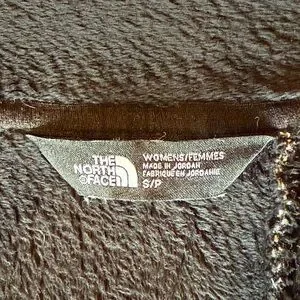 THE
NORTH
FACE
WOMENS/FEMMES
MADE IN JORDAN
FABRIQUÉ EN JORDANIE
S/P